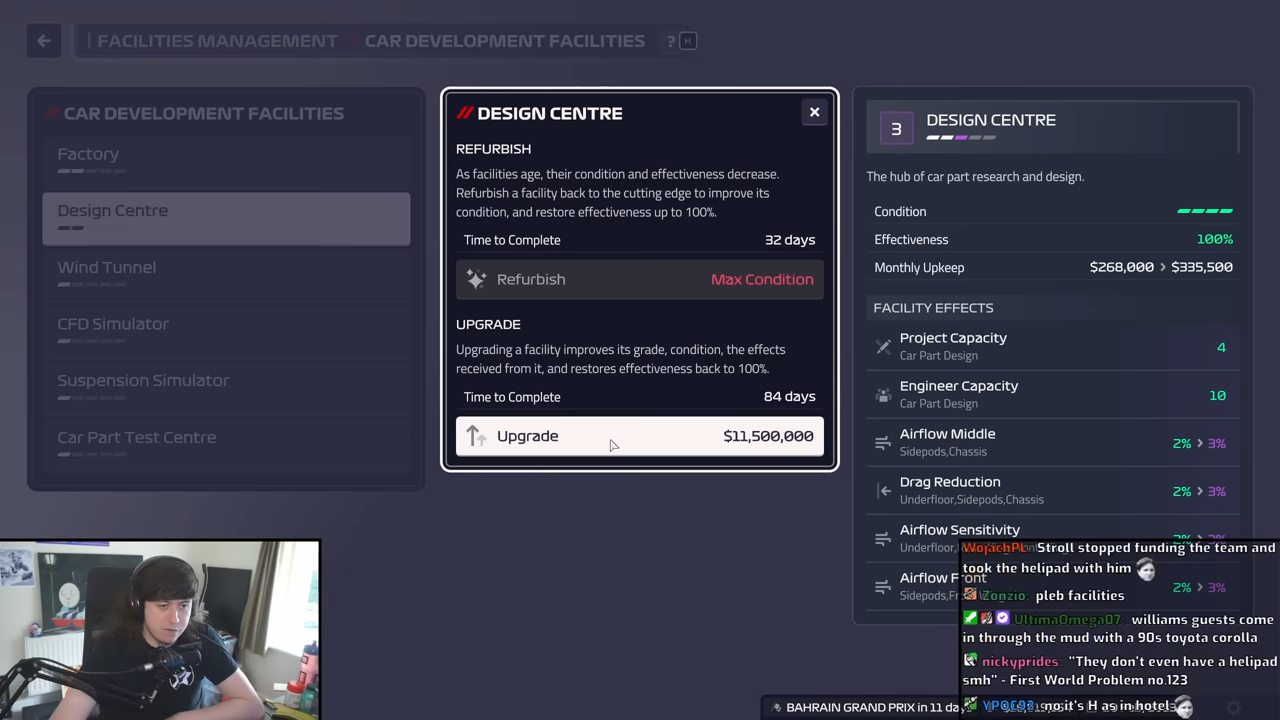 FACILITIES MANAGEMENT
CAR DEVELOPMENT FACILITIES
? H
CAR DEVELOPMENT FACILITIES
Factory
Design Centre
Wind Tunnel
CFD Simulator
Suspension Simulator
Car Part Test Centre
DESIGN CENTRE
REFURBISH
As facilities age, their condition and effectiveness decrease.
Refurbish a facility back to the cutting edge to improve its
condition, and restore effectiveness up to 100%.
Time to Complete 32 days
Refurbish Max Condition
UPGRADE
Upgrading a facility improves its grade, condition, the effects
received from it, and restores effectiveness back to 100%.
Time to Complete 84 days
Upgrade $11,500,000
3 DESIGN CENTRE
The hub of car part research and design.
Condition
Effectiveness 100%
Monthly Upkeep $268,000 > $335,500
FACILITY EFFECTS
Project Capacity 4
Car Part Design
Engineer Capacity 10
Car Part Design
Airflow Middle 2% > 3%
Sidepods,Chassis
Drag Reduction 2% > 3%
Underfloor,Sidepods,Chassis
Airflow Sensitivity
Airflow Front 2% > 3%
WojachPL: Stroll stopped funding the team and
took the helipad with him
Zonzio: pleb facilities
UltimaOmega07: williams guests come
in through the mud with a 90s toyota corolla
nickyprides: "They don't even have a helipad
smh" - First World Problem no.123
no it's H as in hotel
BAHRAIN GRAND PRIX in 11 day